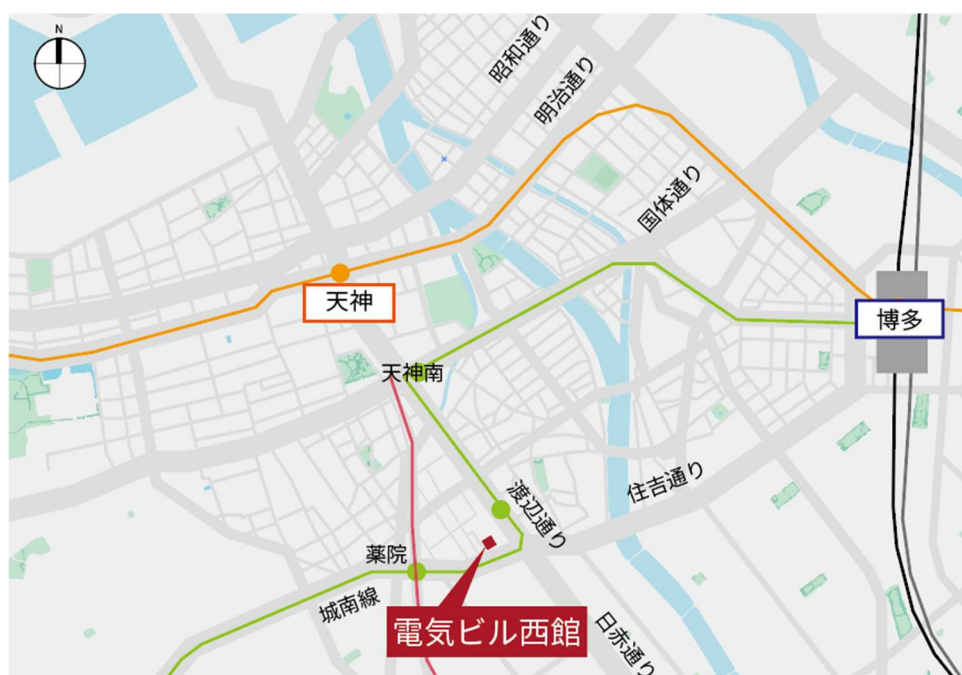 N
昭和通り
明治通り
国体通り
天神
博多
天神南
渡辺通り
住吉通り
薬院
城南線
電気ビル西館
日赤通り